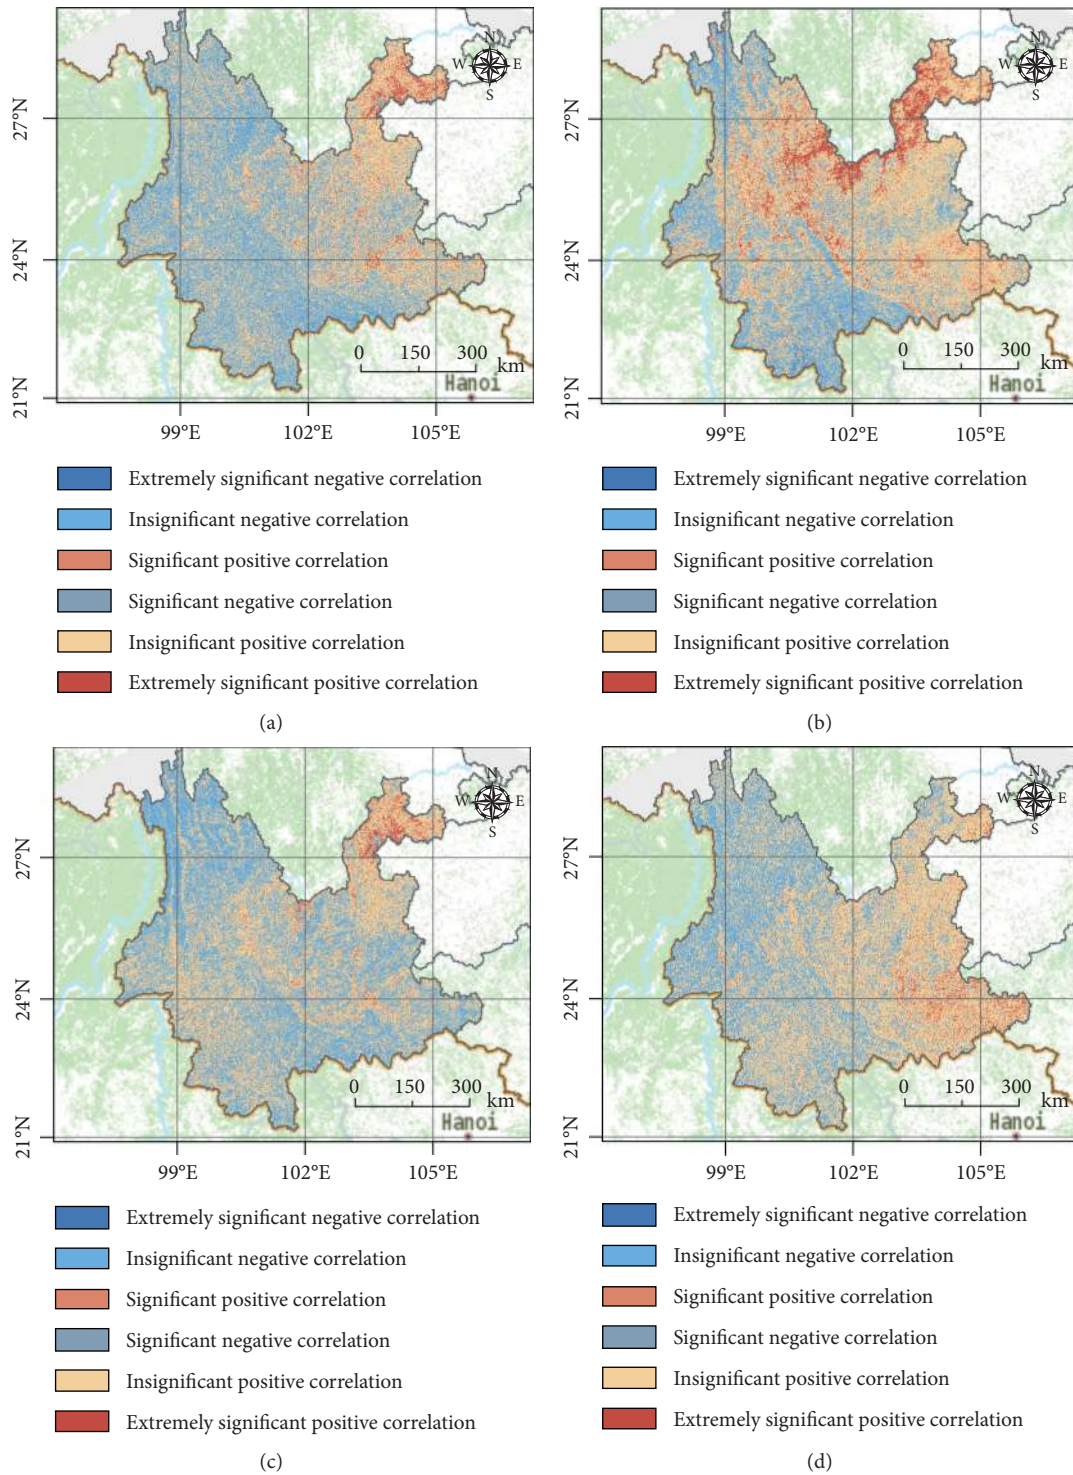 N
W E
S
27°N
24°N
21°N
0 150 300
km
Hanoi
99°E 102°E 105°E
Extremely significant negative correlation
Insignificant negative correlation
Significant positive correlation
Significant negative correlation
Insignificant positive correlation
Extremely significant positive correlation
(a)
N
W E
S
27°N
24°N
21°N
0 150 300
km
Hanoi
99°E 102°E 105°E
Extremely significant negative correlation
Insignificant negative correlation
Significant positive correlation
Significant negative correlation
Insignificant positive correlation
Extremely significant positive correlation
(b)
N
W E
S
27°N
24°N
21°N
0 150 300
km
Hanoi
99°E 102°E 105°E
Extremely significant negative correlation
Insignificant negative correlation
Significant positive correlation
Significant negative correlation
Insignificant positive correlation
Extremely significant positive correlation
(c)
N
W E
S
27°N
24°N
21°N
0 150 300
km
Hanoi
99°E 102°E 105°E
Extremely significant negative correlation
Insignificant negative correlation
Significant positive correlation
Significant negative correlation
Insignificant positive correlation
Extremely significant positive correlation
(d)